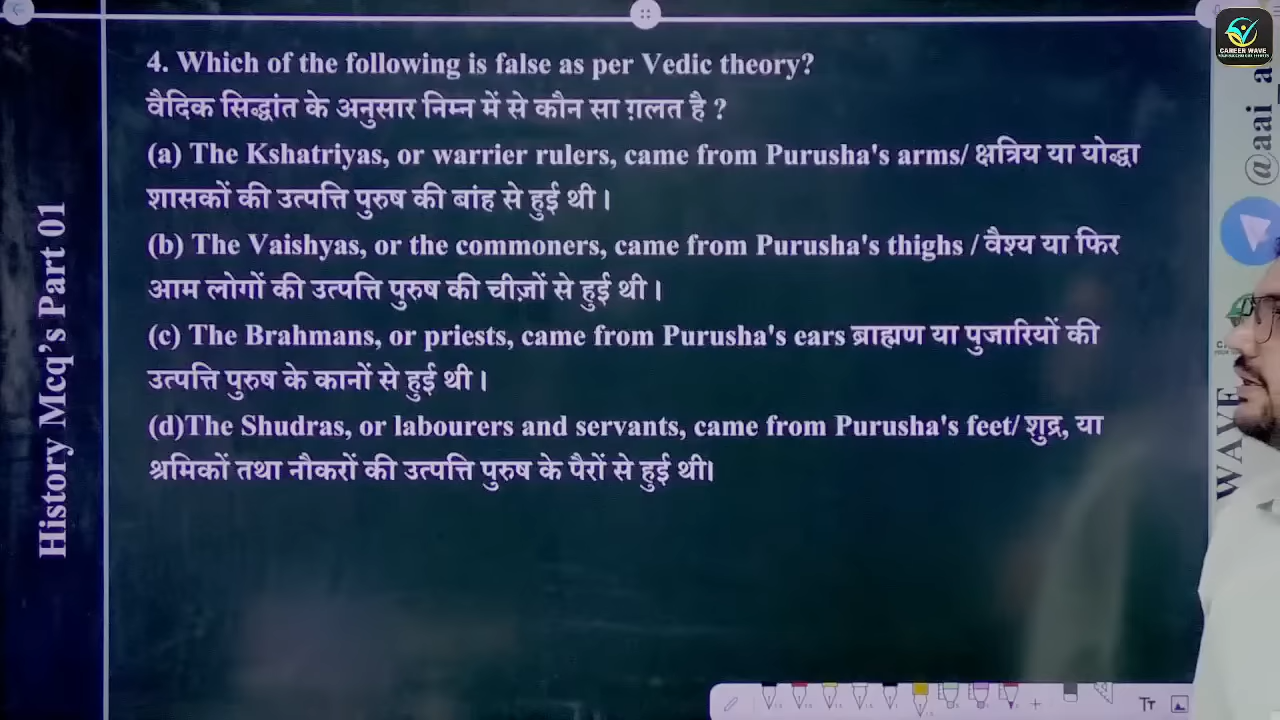 4. Which of the following is false as per Vedic theory?
वैदिक सिद्धांत के अनुसार निम्न में से कौन सा ग़लत है ?
(a) The Kshatriyas, or warrier rulers, came from Purusha's arms/ क्षत्रिय या योद्धा
शासकों की उत्पत्ति पुरुष की बांह से हुई थी।
(b) The Vaishyas, or the commoners, came from Purusha's thighs / वैश्य या फिर
आम लोगों की उत्पत्ति पुरुष की चीज़ों से हुई थी।
(c) The Brahmans, or priests, came from Purusha's ears ब्राह्मण या पुजारियों की
उत्पत्ति पुरुष के कानों से हुई थी।
(d)The Shudras, or labourers and servants, came from Purusha's feet/ शुद्र, या
श्रमिकों तथा नौकरों की उत्पत्ति पुरुष के पैरों से हुई थी।
History Mcq's Part 01
CAREER WAVE
@aai_a
WAVE
Tт